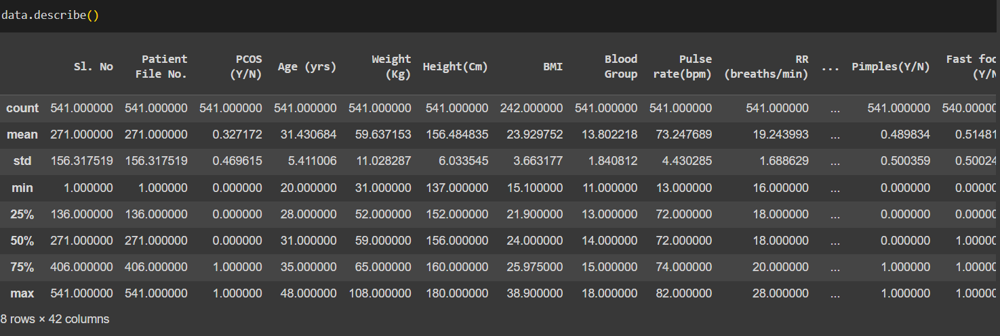 data.describe()
Sl. No Patient File No. PCOS (Y/N) Age (yrs) Weight (Kg) Height(Cm) BMI Blood Group Pulse rate(bpm) RR (breaths/min) ... Pimples(Y/N) Fast foo (Y/N
count 541.000000 541.000000 541.000000 541.000000 541.000000 541.000000 242.000000 541.000000 541.000000 541.000000 ... 541.000000 540.00000
mean 271.000000 271.000000 0.327172 31.430684 59.637153 156.484835 23.929752 13.802218 73.247689 19.243993 ... 0.489834 0.51481
std 156.317519 156.317519 0.469615 5.411006 11.028287 6.033545 3.663177 1.840812 4.430285 1.688629 ... 0.500359 0.50024
min 1.000000 1.000000 0.000000 20.000000 31.000000 137.000000 15.100000 11.000000 13.000000 16.000000 ... 0.000000 0.00000
25% 136.000000 136.000000 0.000000 28.000000 52.000000 152.000000 21.900000 13.000000 72.000000 18.000000 ... 0.000000 0.00000
50% 271.000000 271.000000 0.000000 31.000000 59.000000 156.000000 24.000000 14.000000 72.000000 18.000000 ... 0.000000 1.00000
75% 406.000000 406.000000 1.000000 35.000000 65.000000 160.000000 25.975000 15.000000 74.000000 20.000000 ... 1.000000 1.00000
max 541.000000 541.000000 1.000000 48.000000 108.000000 180.000000 38.900000 18.000000 82.000000 28.000000 ... 1.000000 1.00000
8 rows × 42 columns